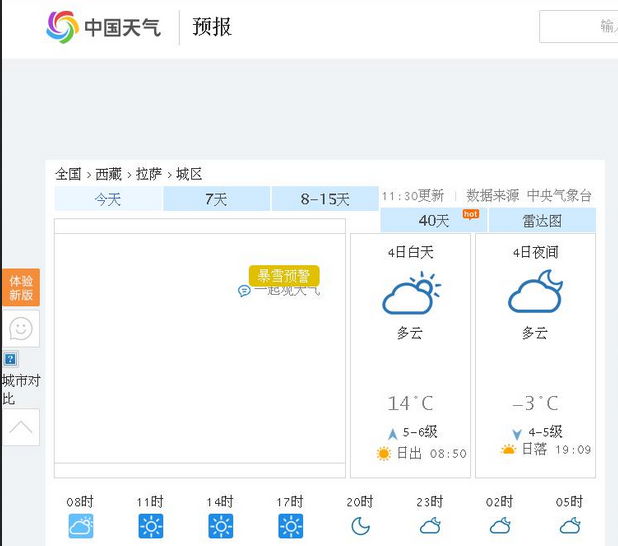 中国天气 预报
输入
全国 › 西藏 › 拉萨 › 城区
今天 7天 8-15天
11:30更新 | 数据来源 中央气象台
40天 hot 雷达图
体验
新版
城市对
比
暴雪预警
一起观天气
4日白天 4日夜间
多云 多云
14°C -3°C
5-6级 4-5级
日出 08:50 日落 19:09
08时 11时 14时 17时 20时 23时 02时 05时